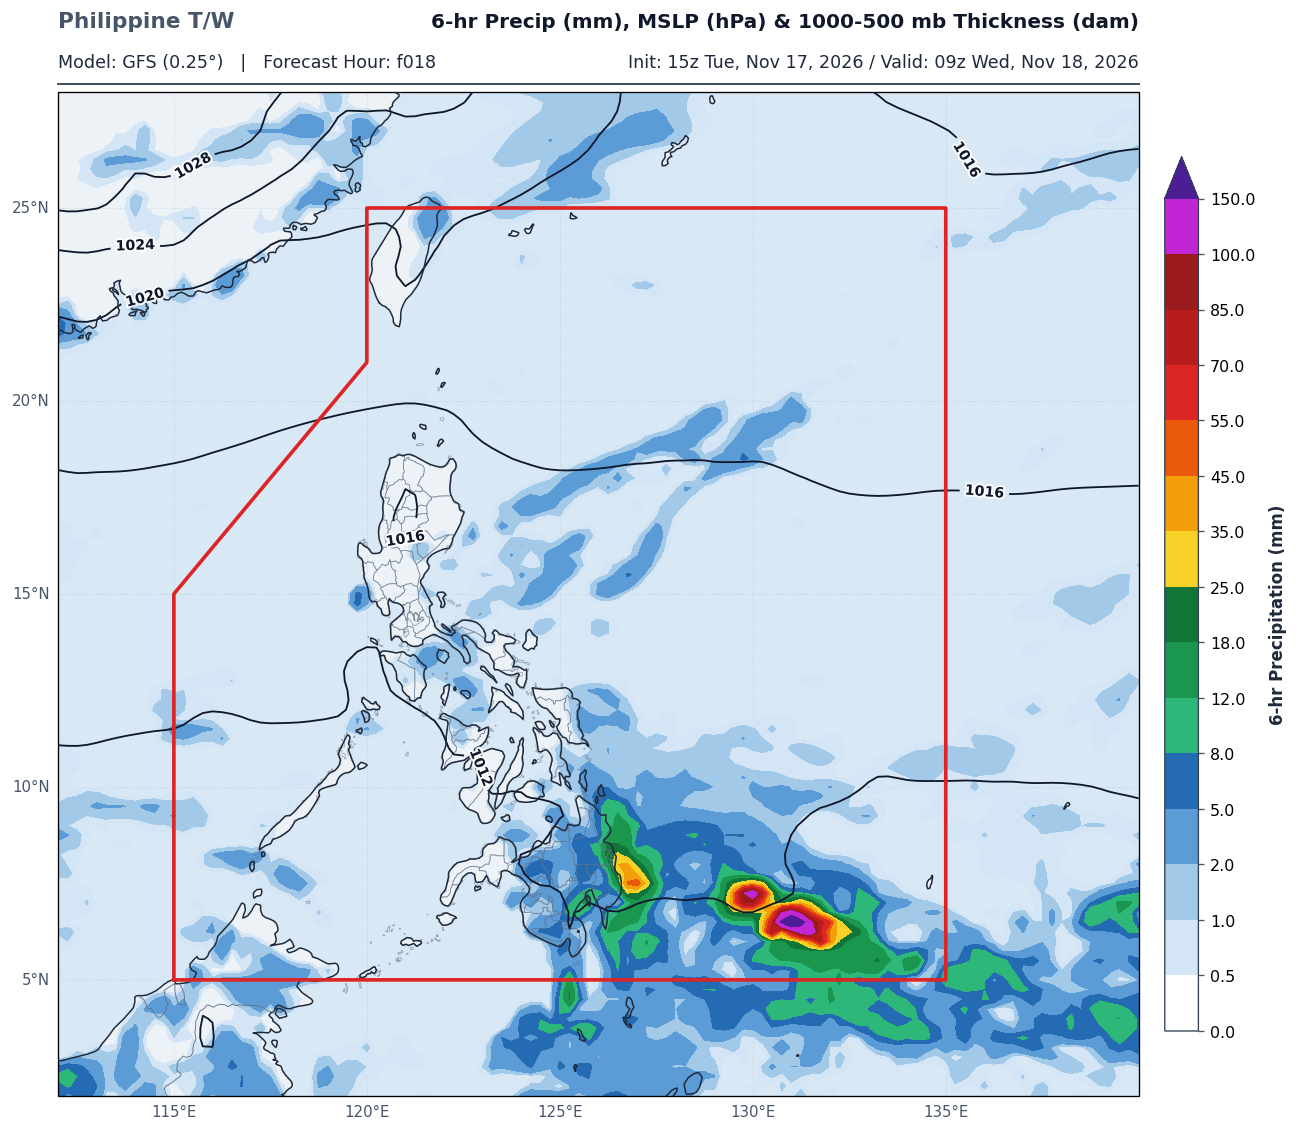 Philippine T/W
6-hr Precip (mm), MSLP (hPa) & 1000-500 mb Thickness (dam)
Model: GFS (0.25°) | Forecast Hour: f018
Init: 15z Tue, Nov 17, 2026 / Valid: 09z Wed, Nov 18, 2026
1028
1016
1024
1020
1016
1016
1012
25°N
20°N
15°N
10°N
5°N
115°E
120°E
125°E
130°E
135°E
150.0
100.0
85.0
70.0
55.0
45.0
35.0
25.0
18.0
12.0
8.0
5.0
2.0
1.0
0.5
0.0
6-hr Precipitation (mm)